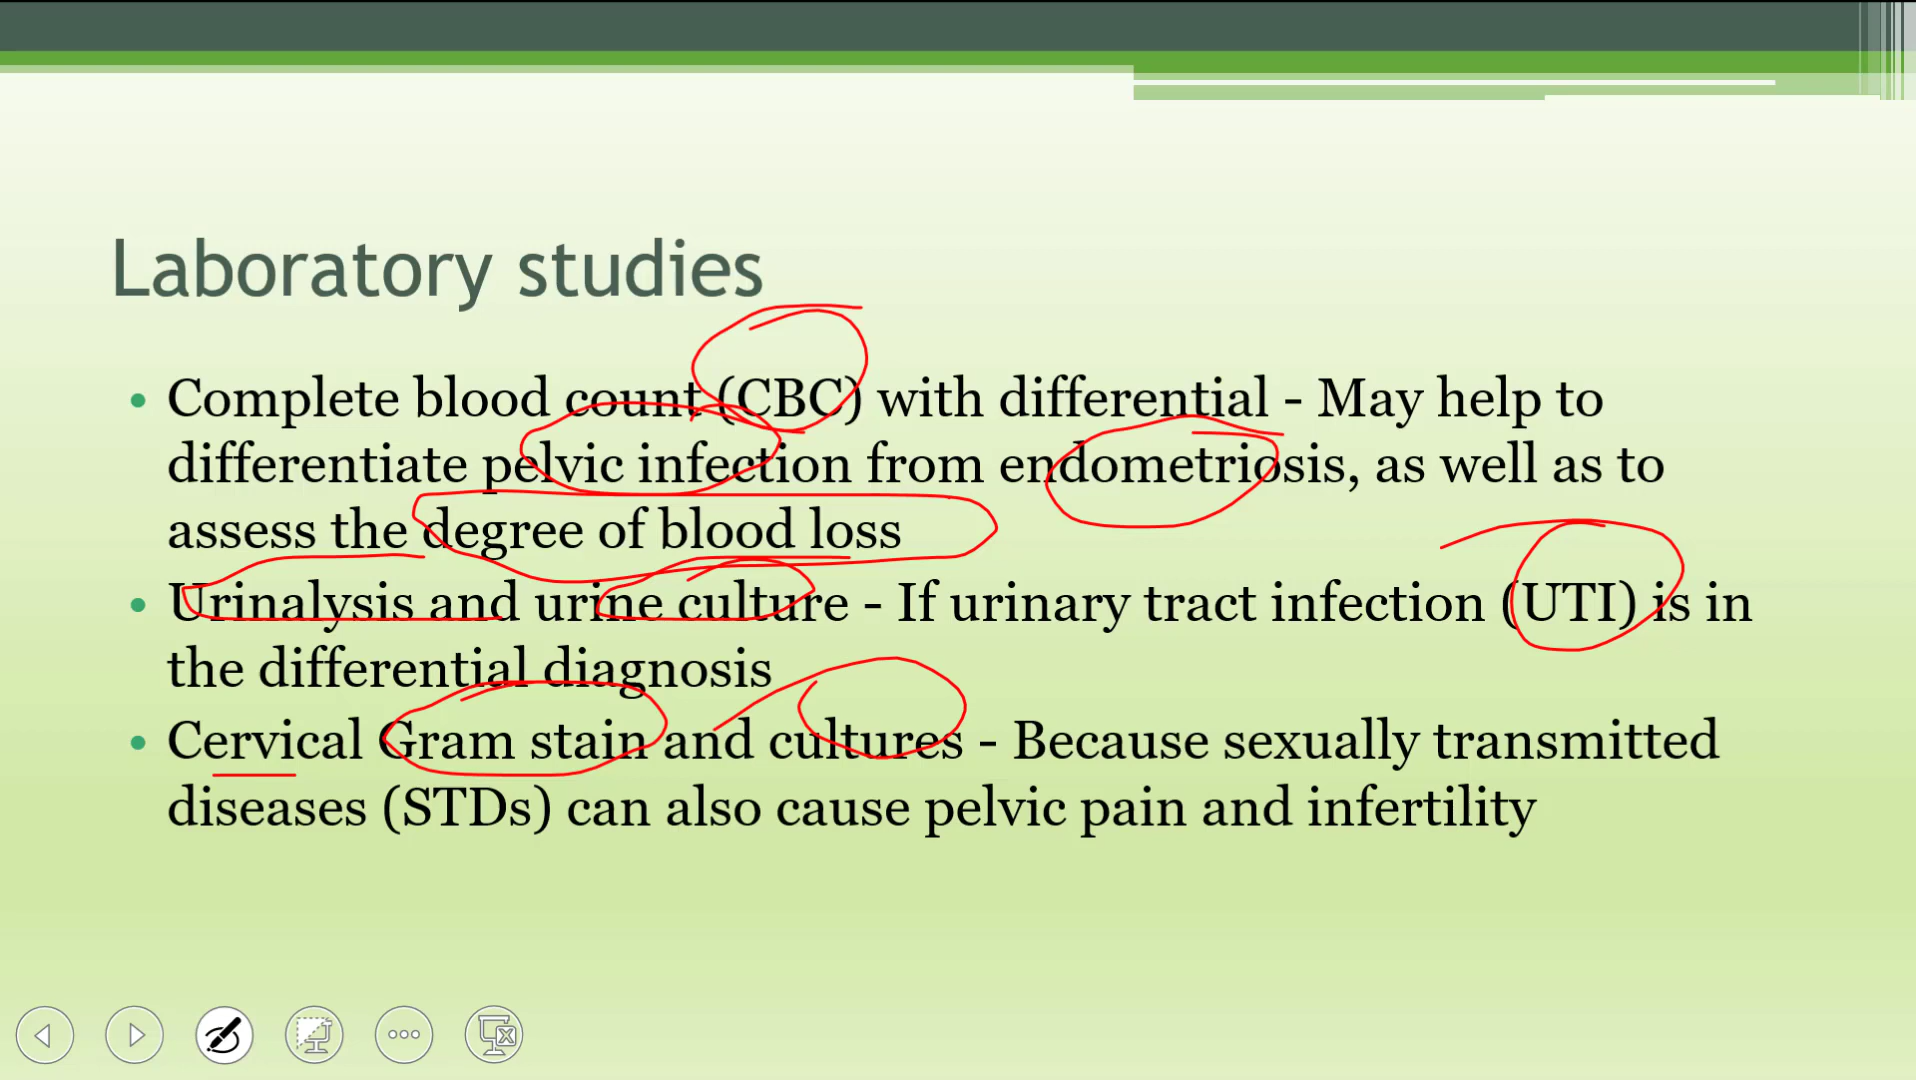 Laboratory studies
• Complete blood count (CBC) with differential - May help to
differentiate pelvic infection from endometriosis, as well as to
assess the degree of blood loss
• Urinalysis and urine culture - If urinary tract infection (UTI) is in
the differential diagnosis
• Cervical Gram stain and cultures - Because sexually transmitted
diseases (STDs) can also cause pelvic pain and infertility